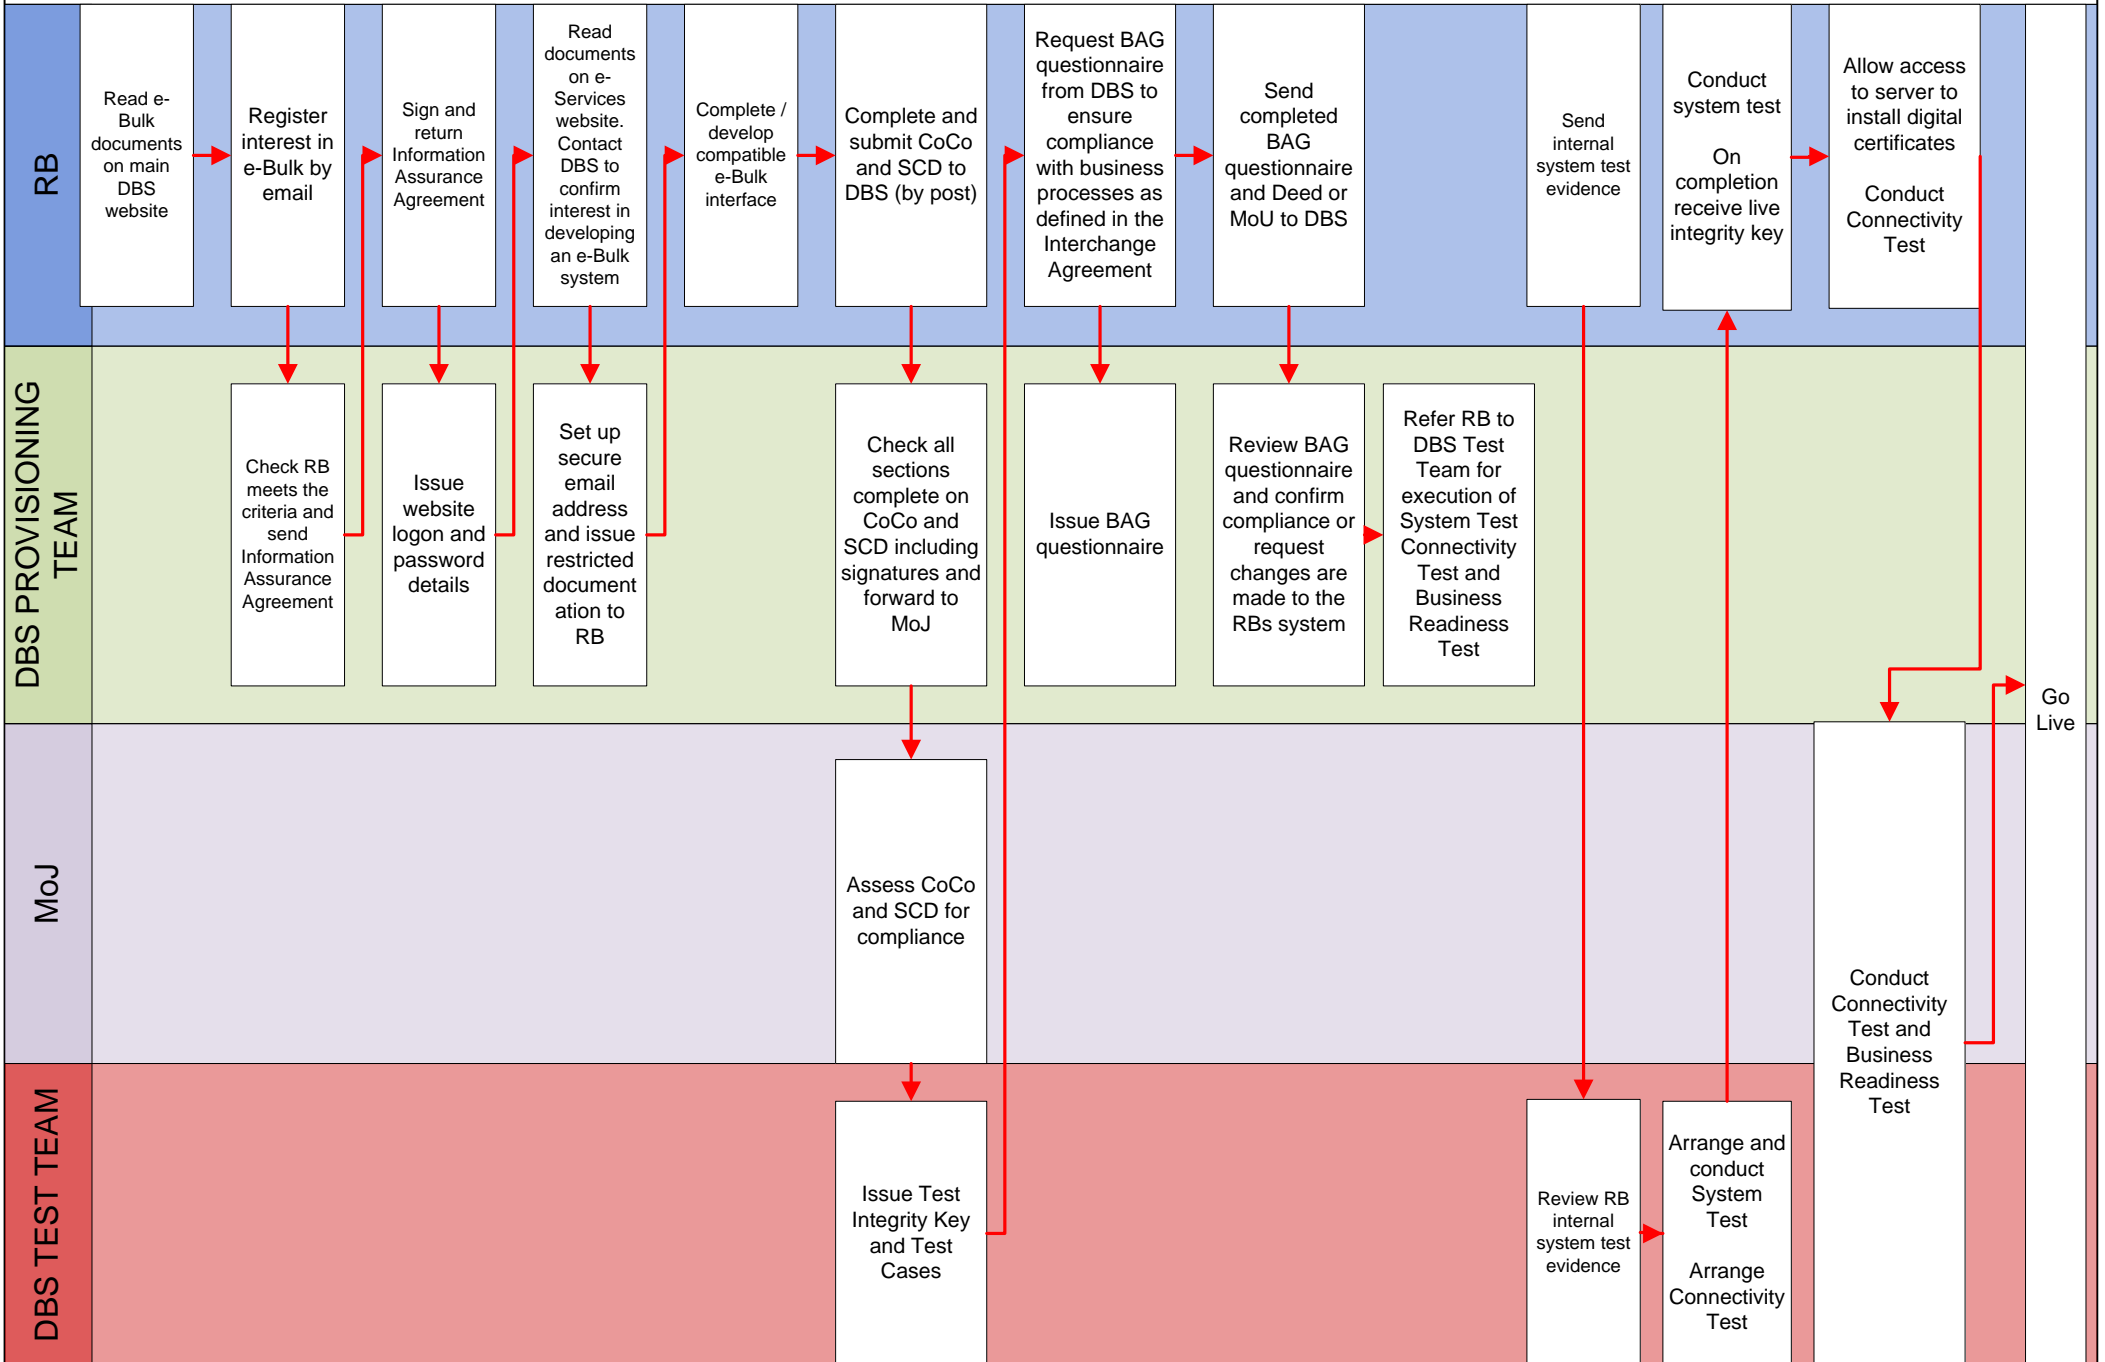 RB
Read e-
Bulk
documents
on main
DBS
website
Register
interest in
e-Bulk by
email
Sign and
return
Information
Assurance
Agreement
Read
documents
on e-
Services
website.
Contact
DBS to
confirm
interest in
developing
an e-Bulk
system
Complete /
develop
compatible
e-Bulk
interface
Complete and
submit CoCo
and SCD to
DBS (by post)
Request BAG
questionnaire
from DBS to
ensure
compliance
with business
processes as
defined in the
Interchange
Agreement
Send
completed
BAG
questionnaire
and Deed or
MoU to DBS
Send
internal
system test
evidence
Conduct
system test
On
completion
receive live
integrity key
Allow access
to server to
install digital
certificates
Conduct
Connectivity
Test
DBS PROVISIONING
TEAM
Check RB
meets the
criteria and
send
Information
Assurance
Agreement
Issue
website
logon and
password
details
Set up
secure
email
address
and issue
restricted
document
ation to
RB
Check all
sections
complete on
CoCo and
SCD including
signatures and
forward to
MoJ
Issue BAG
questionnaire
Review BAG
questionnaire
and confirm
compliance or
request
changes are
made to the
RBs system
Refer RB to
DBS Test
Team for
execution of
System Test
Connectivity
Test and
Business
Readiness
Test
Go
Live
MoJ
Assess CoCo
and SCD for
compliance
Conduct
Connectivity
Test and
Business
Readiness
Test
DBS TEST TEAM
Issue Test
Integrity Key
and Test
Cases
Review RB
internal
system test
evidence
Arrange and
conduct
System
Test
Arrange
Connectivity
Test